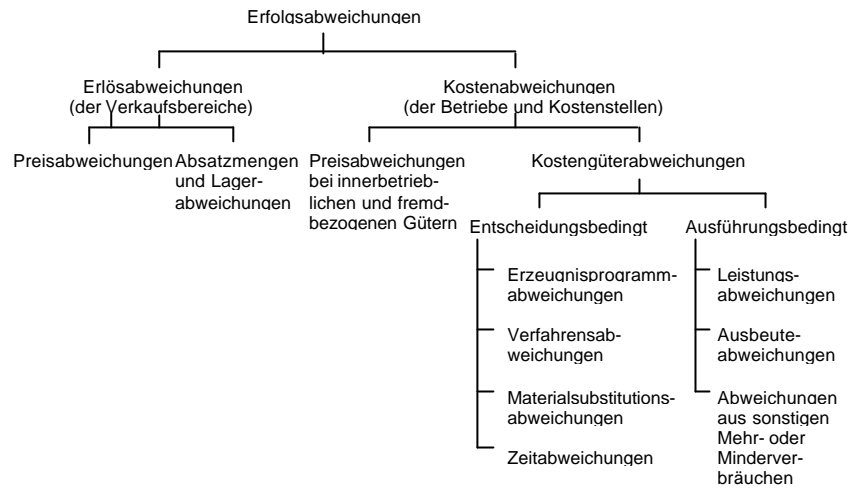 Erfolgsabweichungen
Erlösabweichungen
(der Verkaufsbereiche)
Kostenabweichungen
(der Betriebe und Kostenstellen)
Preisabweichungen
Absatzmengen
und Lager-
abweichungen
Preisabweichungen
bei innerbetrieb-
lichen und fremd-
bezogenen Gütern
Kostengüterabweichungen
Entscheidungsbedingt
Erzeugnisprogramm-
abweichungen
Verfahrensab-
weichungen
Materialsubstitutions-
abweichungen
Zeitabweichungen
Ausführungsbedingt
Leistungs-
abweichungen
Ausbeute-
abweichungen
Abweichungen
aus sonstigen
Mehr- oder
Minderver-
bräuchen